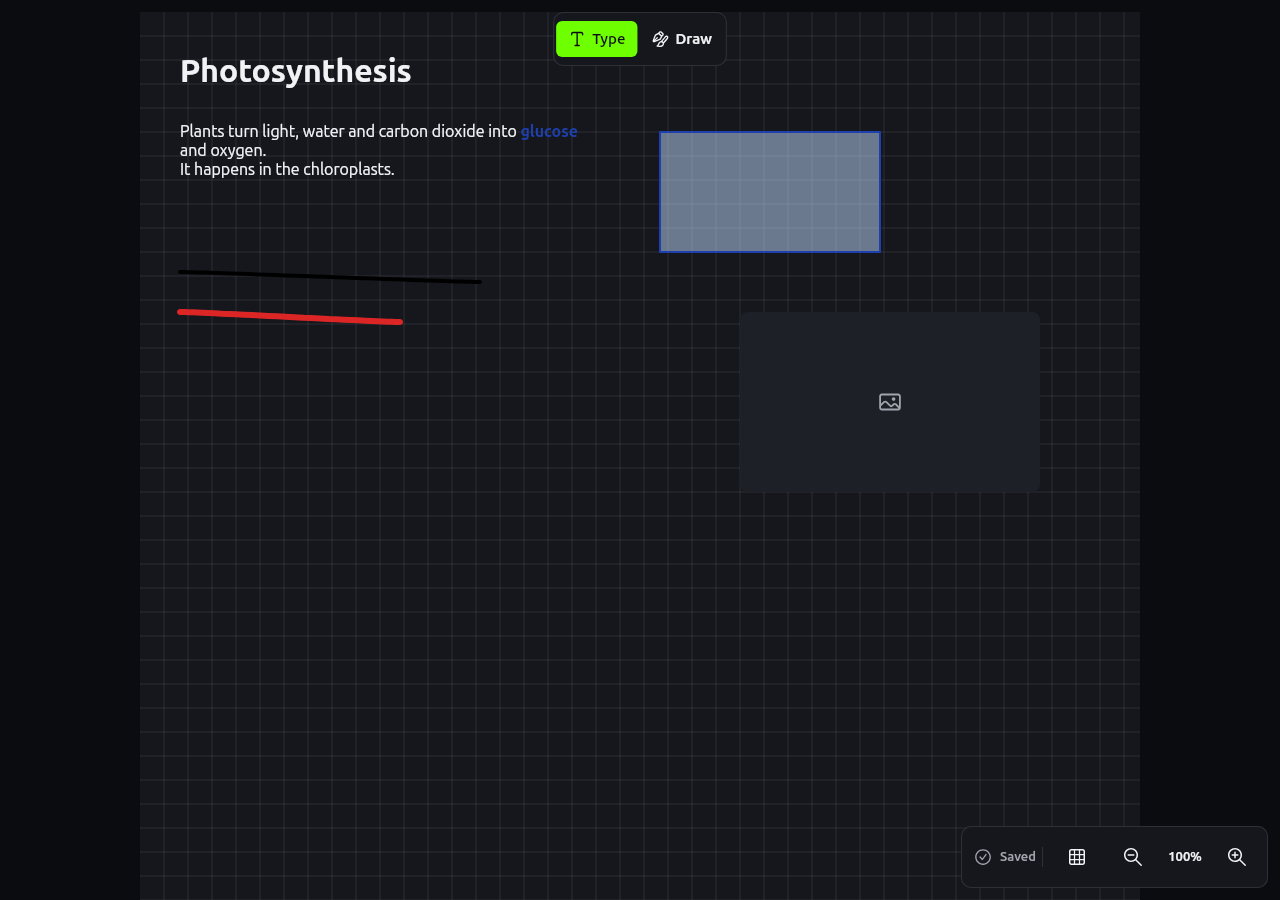 Type Draw
Photosynthesis
Plants turn light, water and carbon dioxide into glucose
and oxygen.
It happens in the chloroplasts.
Saved 100%